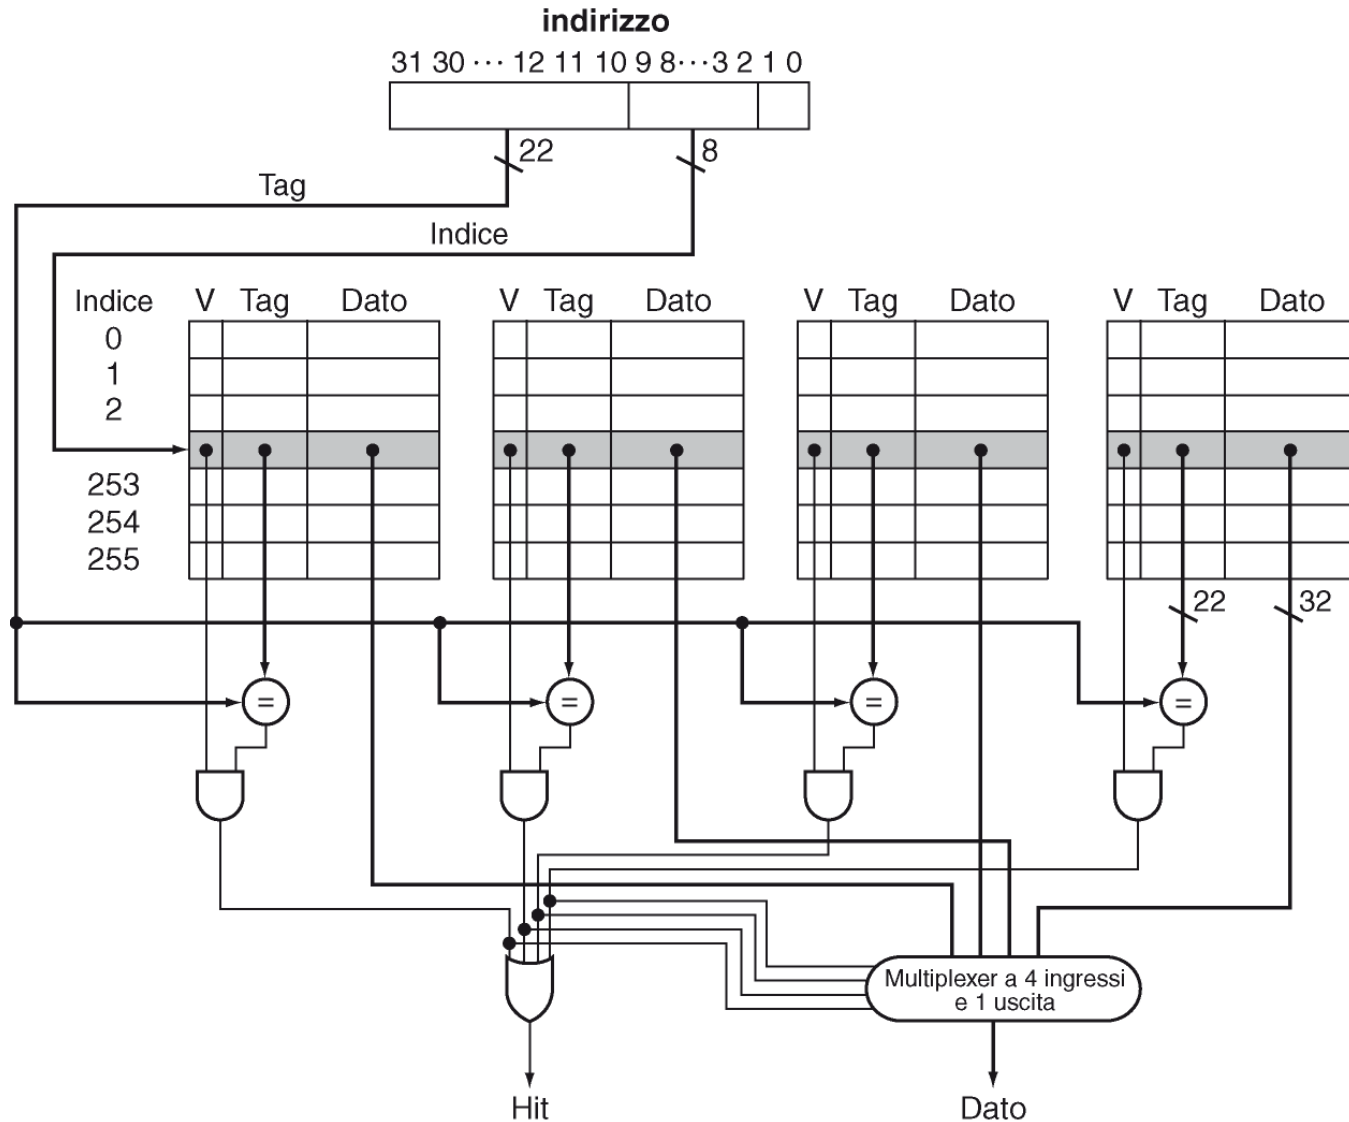 indirizzo
31 30 ··· 12 11 10 9 8···3 2 1 0
22 8
Tag
Indice
Indice V Tag Dato V Tag Dato V Tag Dato V Tag Dato
0
1
2
253
254
255
22 32
= = = =
Multiplexer a 4 ingressi
e 1 uscita
Hit Dato